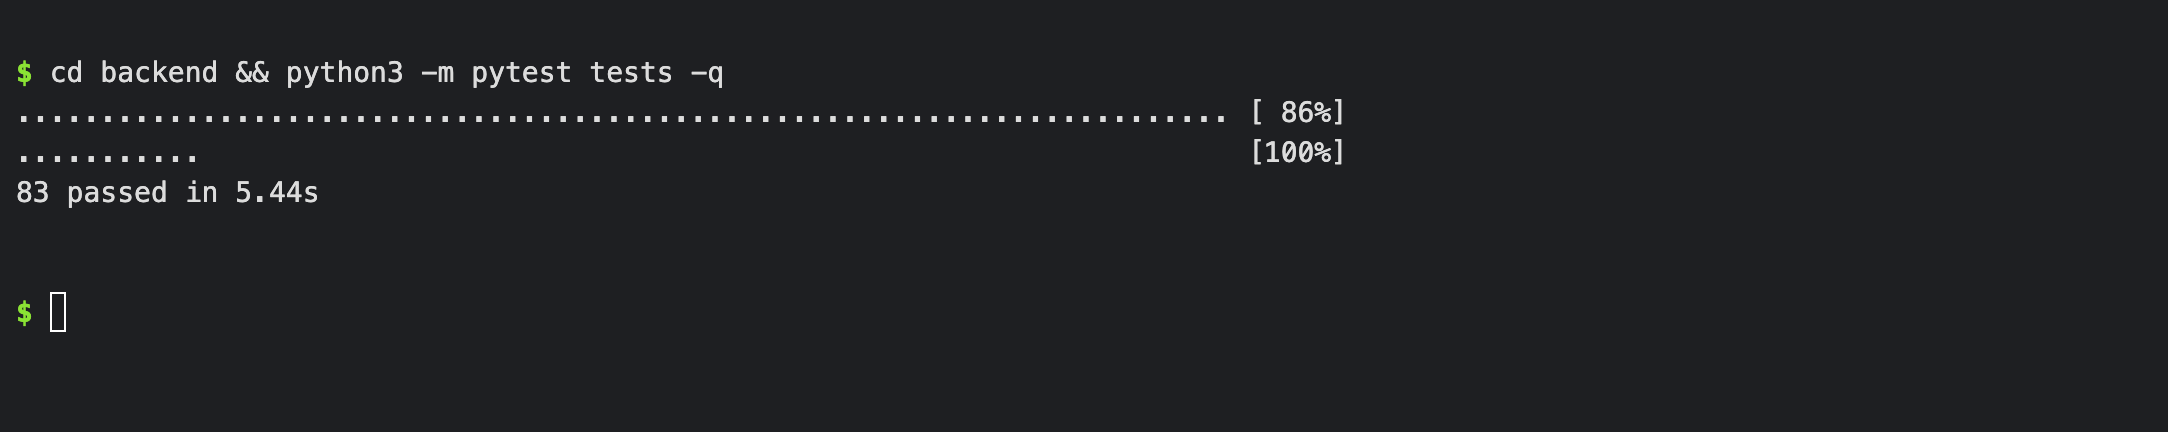 $ cd backend && python3 -m pytest tests -q
........................................................................ [ 86%]
...........                                                              [100%]
83 passed in 5.44s
$